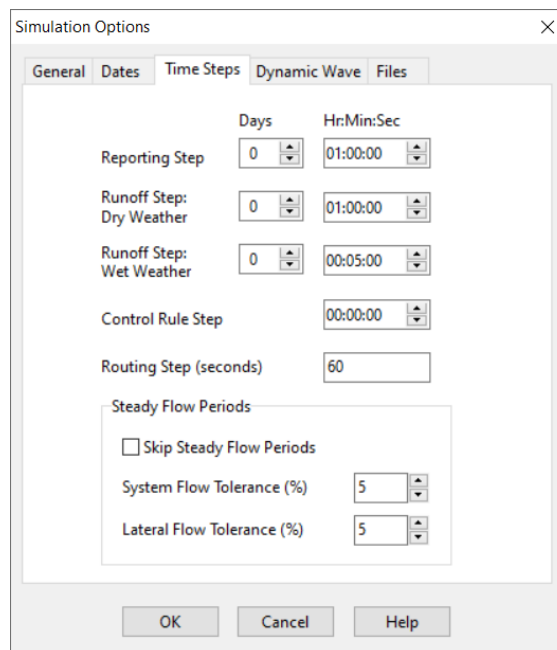 Simulation Options
General Dates Time Steps Dynamic Wave Files
Days Hr:Min:Sec
Reporting Step 0 01:00:00
Runoff Step:
Dry Weather 0 01:00:00
Runoff Step:
Wet Weather 0 00:05:00
Control Rule Step 00:00:00
Routing Step (seconds) 60
Steady Flow Periods
Skip Steady Flow Periods
System Flow Tolerance (%) 5
Lateral Flow Tolerance (%) 5
OK Cancel Help